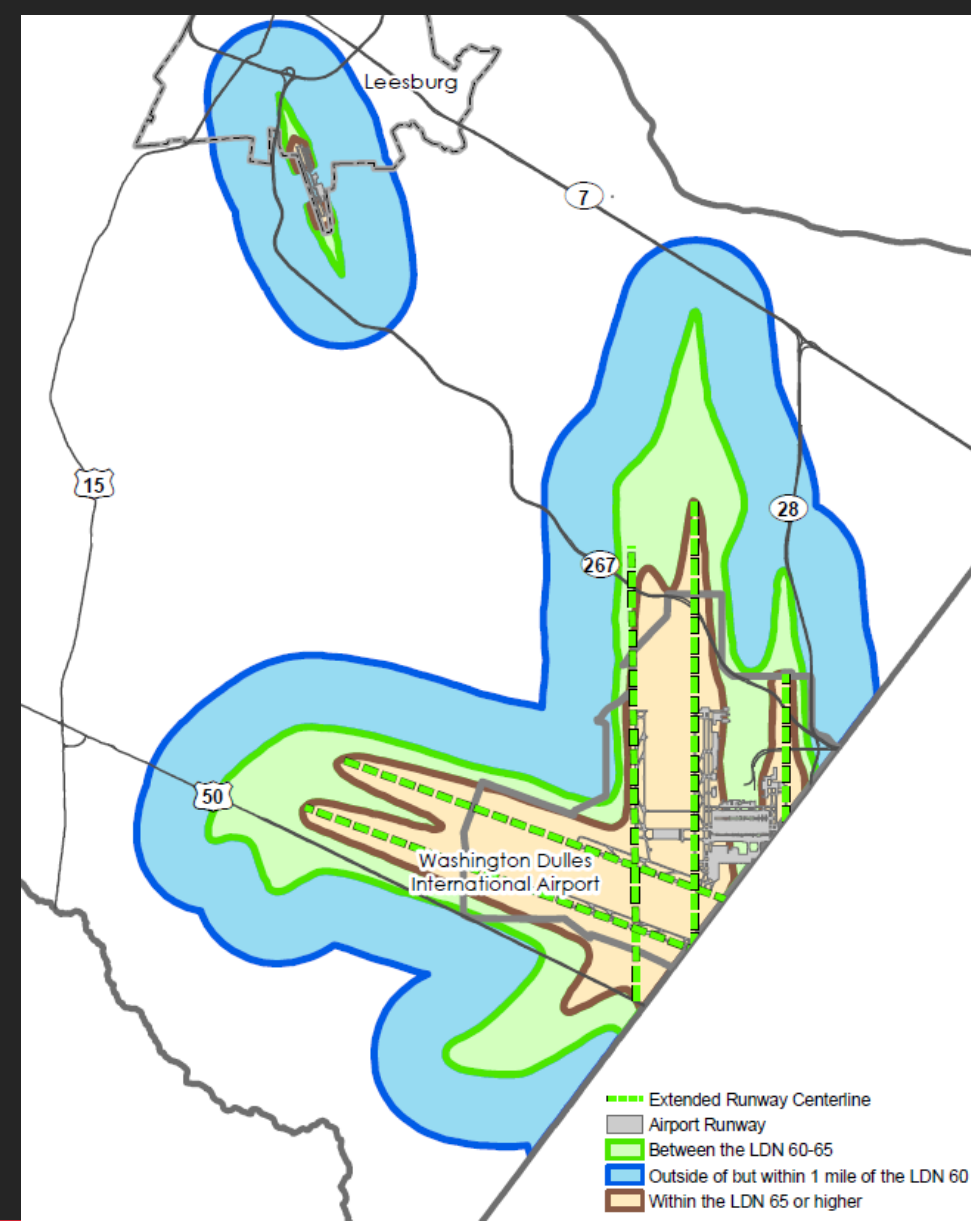 Leesburg
7
15
28
267
50
Washington Dulles
International Airport
Extended Runway Centerline
Airport Runway
Between the LDN 60-65
Outside of but within 1 mile of the LDN 60
Within the LDN 65 or higher